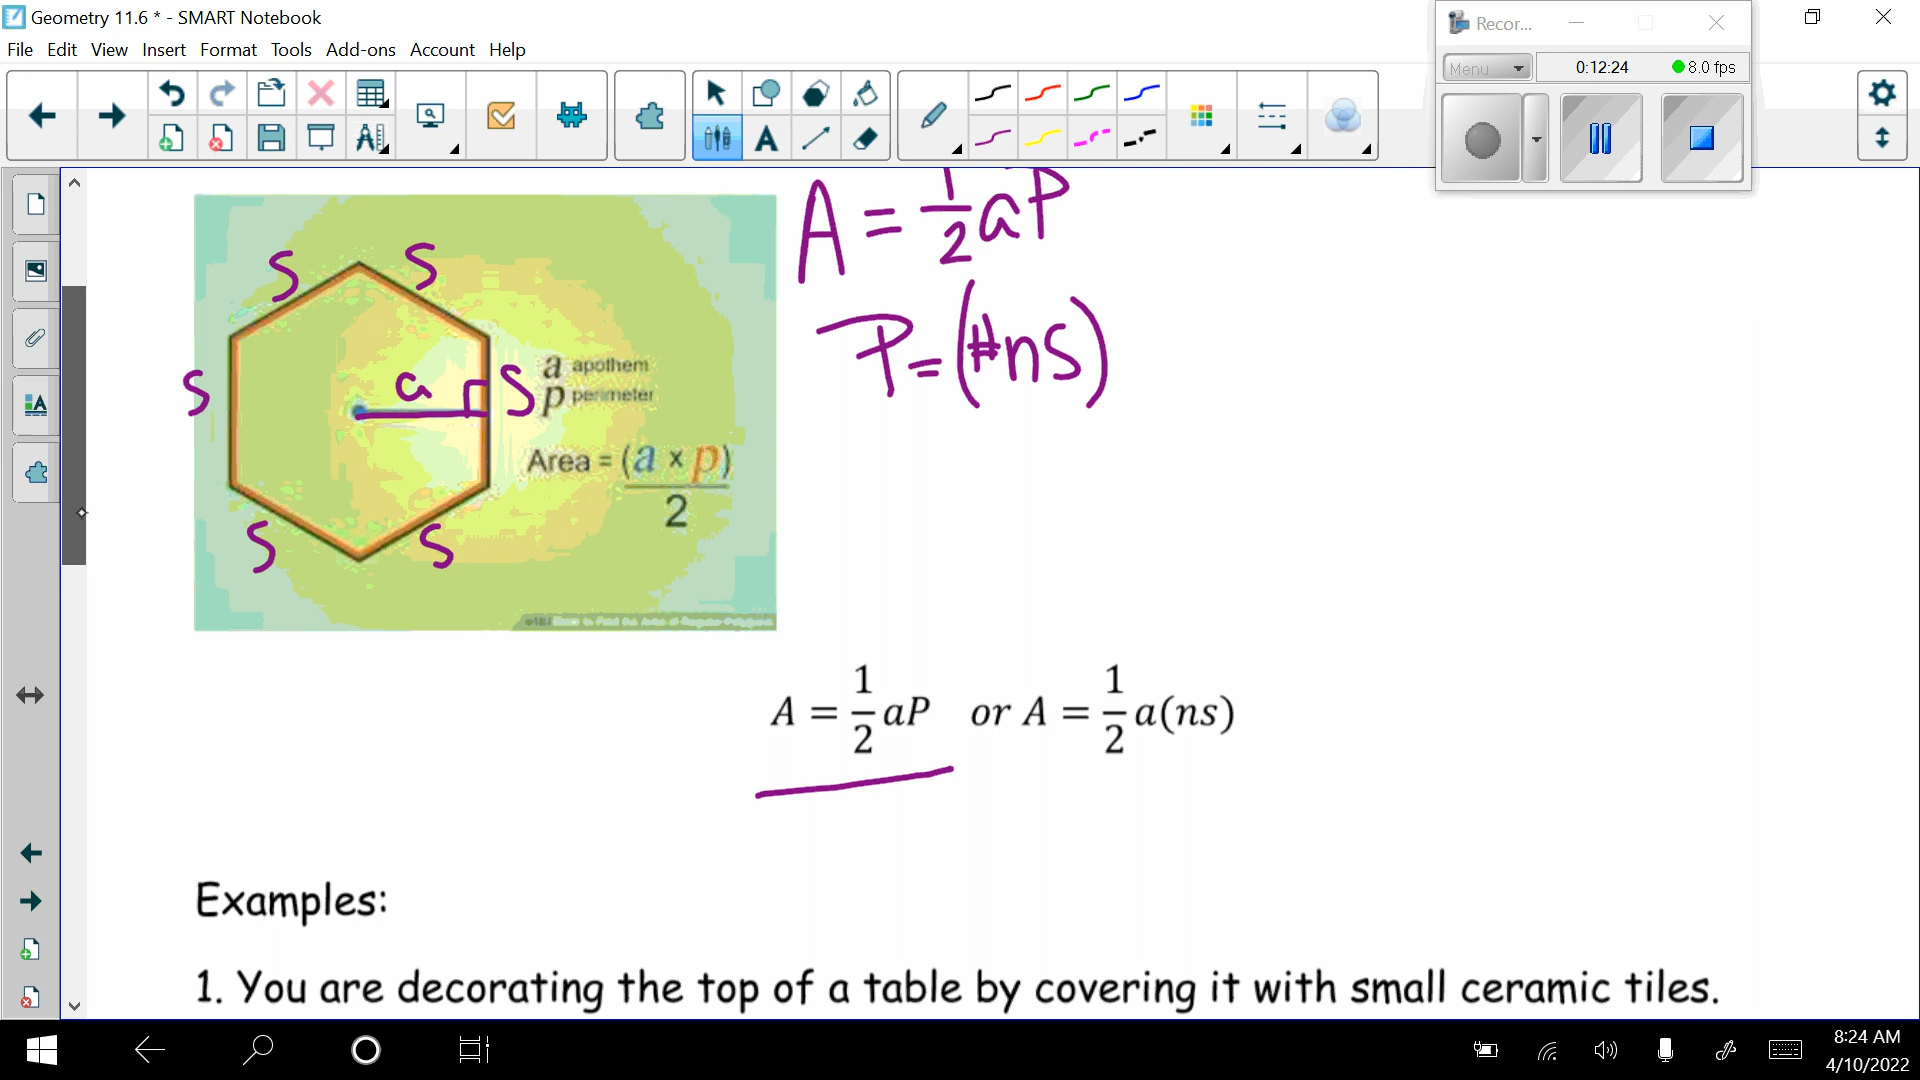 Geometry 11.6 * - SMART Notebook
File Edit View Insert Format Tools Add-ons Account Help
Recor...
Menu 0:12:24 8.0 fps
A = 1/2 aP
P = (#ns)
S S
S a S
S S
a apothem
p perimeter
Area = (a x p)
2
A = 1/2 aP or A = 1/2 a(ns)
Examples:
1. You are decorating the top of a table by covering it with small ceramic tiles.
8:24 AM
4/10/2022